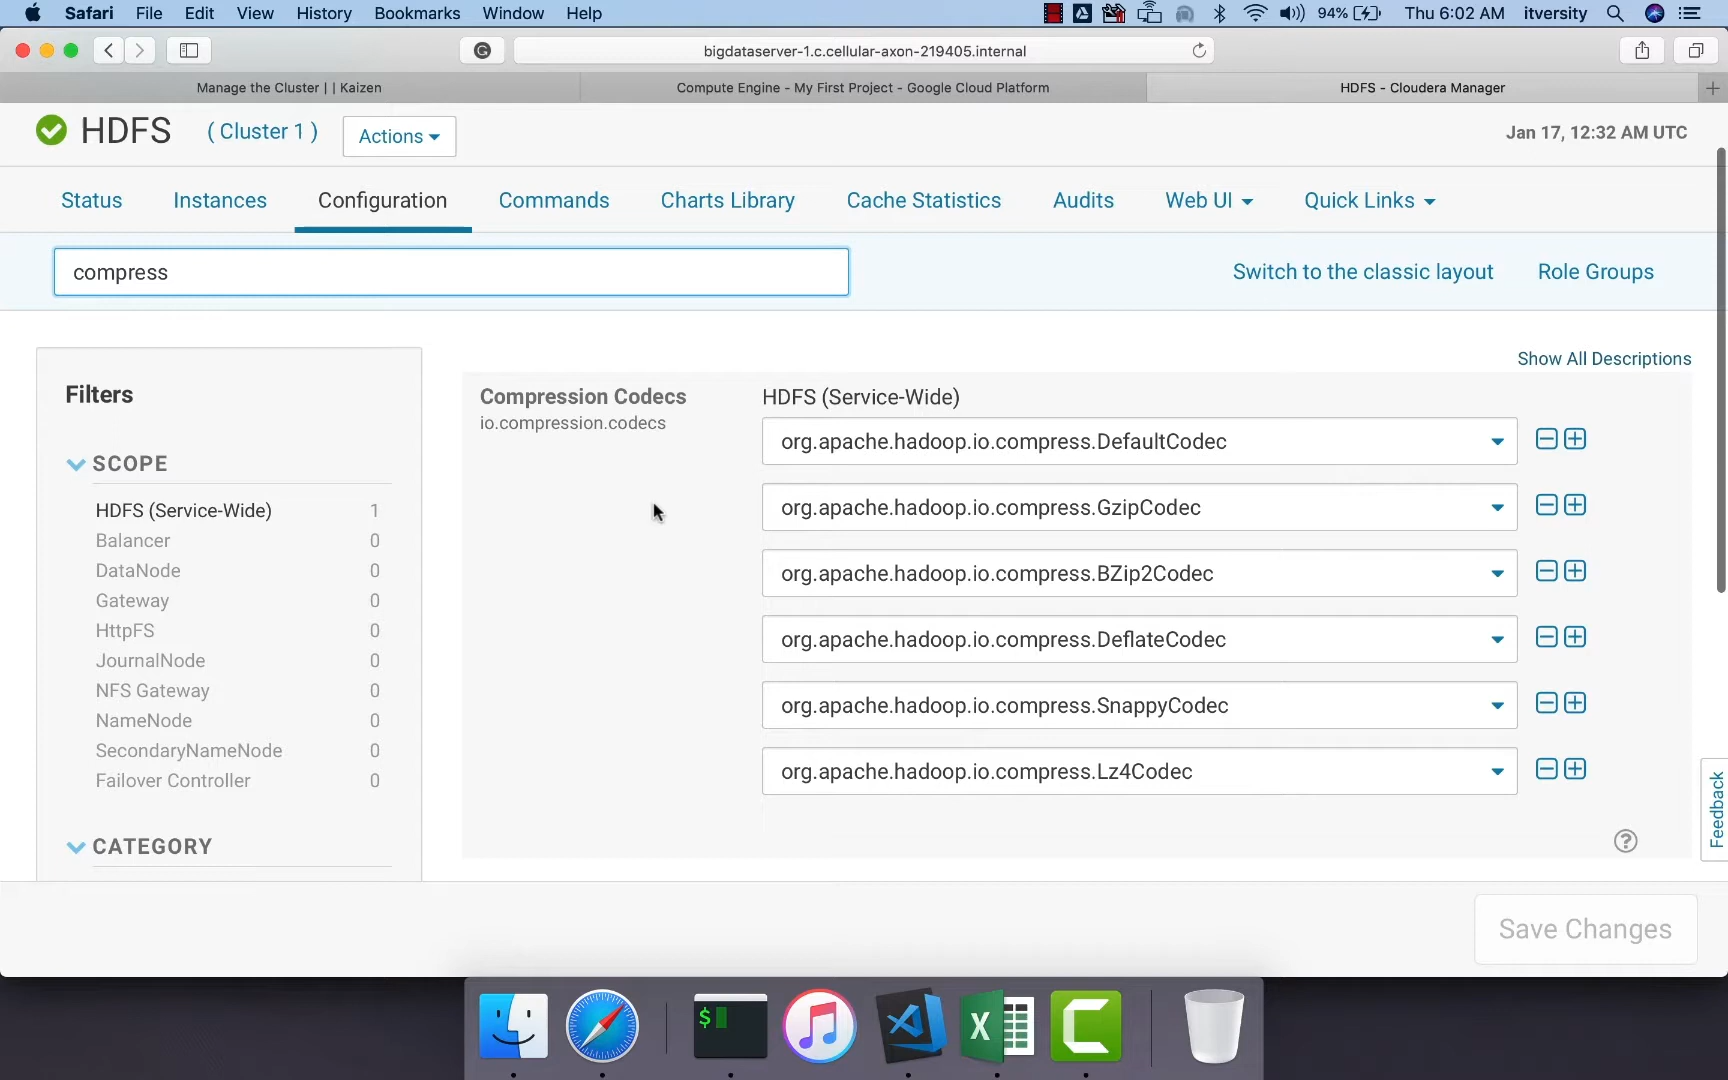 Safari File Edit View History Bookmarks Window Help 94% Thu 6:02 AM itversity
bigdataserver-1.c.cellular-axon-219405.internal
Manage the Cluster | | Kaizen Compute Engine - My First Project - Google Cloud Platform HDFS - Cloudera Manager
HDFS ( Cluster 1 ) Actions Jan 17, 12:32 AM UTC
Status Instances Configuration Commands Charts Library Cache Statistics Audits Web UI Quick Links
compress Switch to the classic layout Role Groups
Show All Descriptions
Filters
SCOPE
HDFS (Service-Wide) 1
Balancer 0
DataNode 0
Gateway 0
HttpFS 0
JournalNode 0
NFS Gateway 0
NameNode 0
SecondaryNameNode 0
Failover Controller 0
CATEGORY
Compression Codecs
io.compression.codecs
HDFS (Service-Wide)
org.apache.hadoop.io.compress.DefaultCodec
org.apache.hadoop.io.compress.GzipCodec
org.apache.hadoop.io.compress.BZip2Codec
org.apache.hadoop.io.compress.DeflateCodec
org.apache.hadoop.io.compress.SnappyCodec
org.apache.hadoop.io.compress.Lz4Codec
?
Feedback
Save Changes
$
X
C